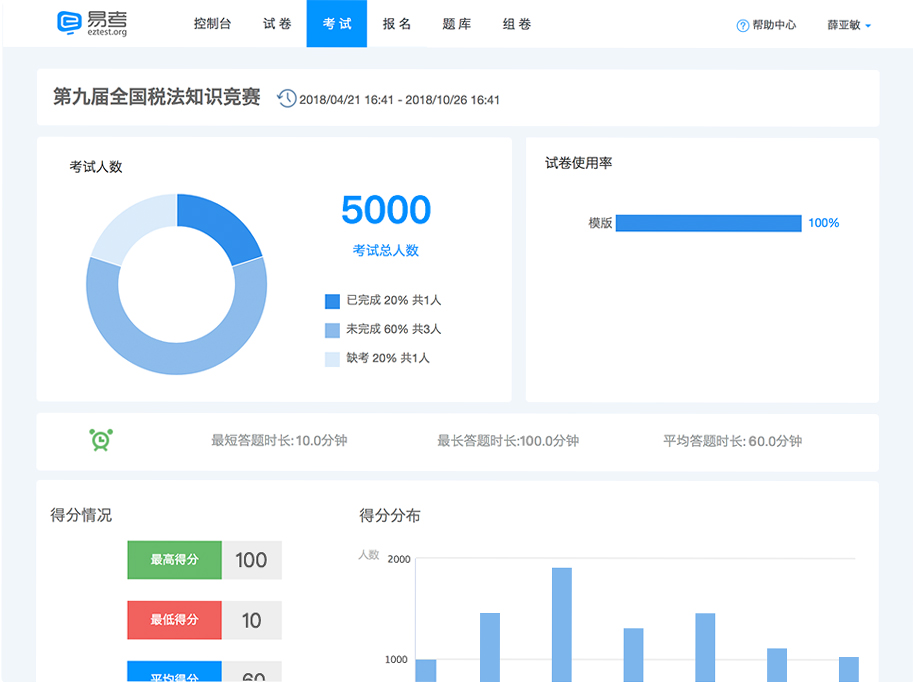 易考
eztest.org
控制台 试 卷 考 试 报 名 题 库 组 卷
? 帮助中心 薛亚敏
第九届全国税法知识竞赛 2018/04/21 16:41 - 2018/10/26 16:41
考试人数
5000
考试总人数
已完成 20% 共1人
未完成 60% 共3人
缺考 20% 共1人
试卷使用率
模版 100%
最短答题时长:10.0分钟 最长答题时长:100.0分钟 平均答题时长: 60.0分钟
得分情况
最高得分 100
最低得分 10
平均得分 60
得分分布
人数 2000
1000